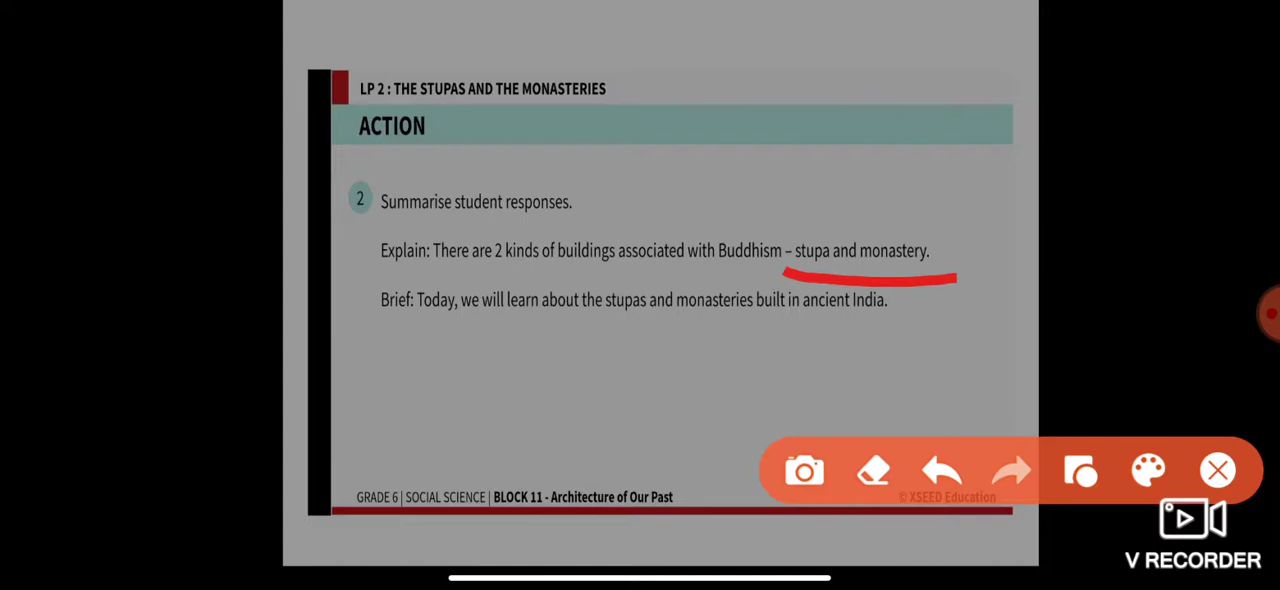 LP 2 : THE STUPAS AND THE MONASTERIES
ACTION
2 Summarise student responses.
Explain: There are 2 kinds of buildings associated with Buddhism – stupa and monastery.
Brief: Today, we will learn about the stupas and monasteries built in ancient India.
GRADE 6 | SOCIAL SCIENCE | BLOCK 11 - Architecture of Our Past
© XSEED Education
V RECORDER